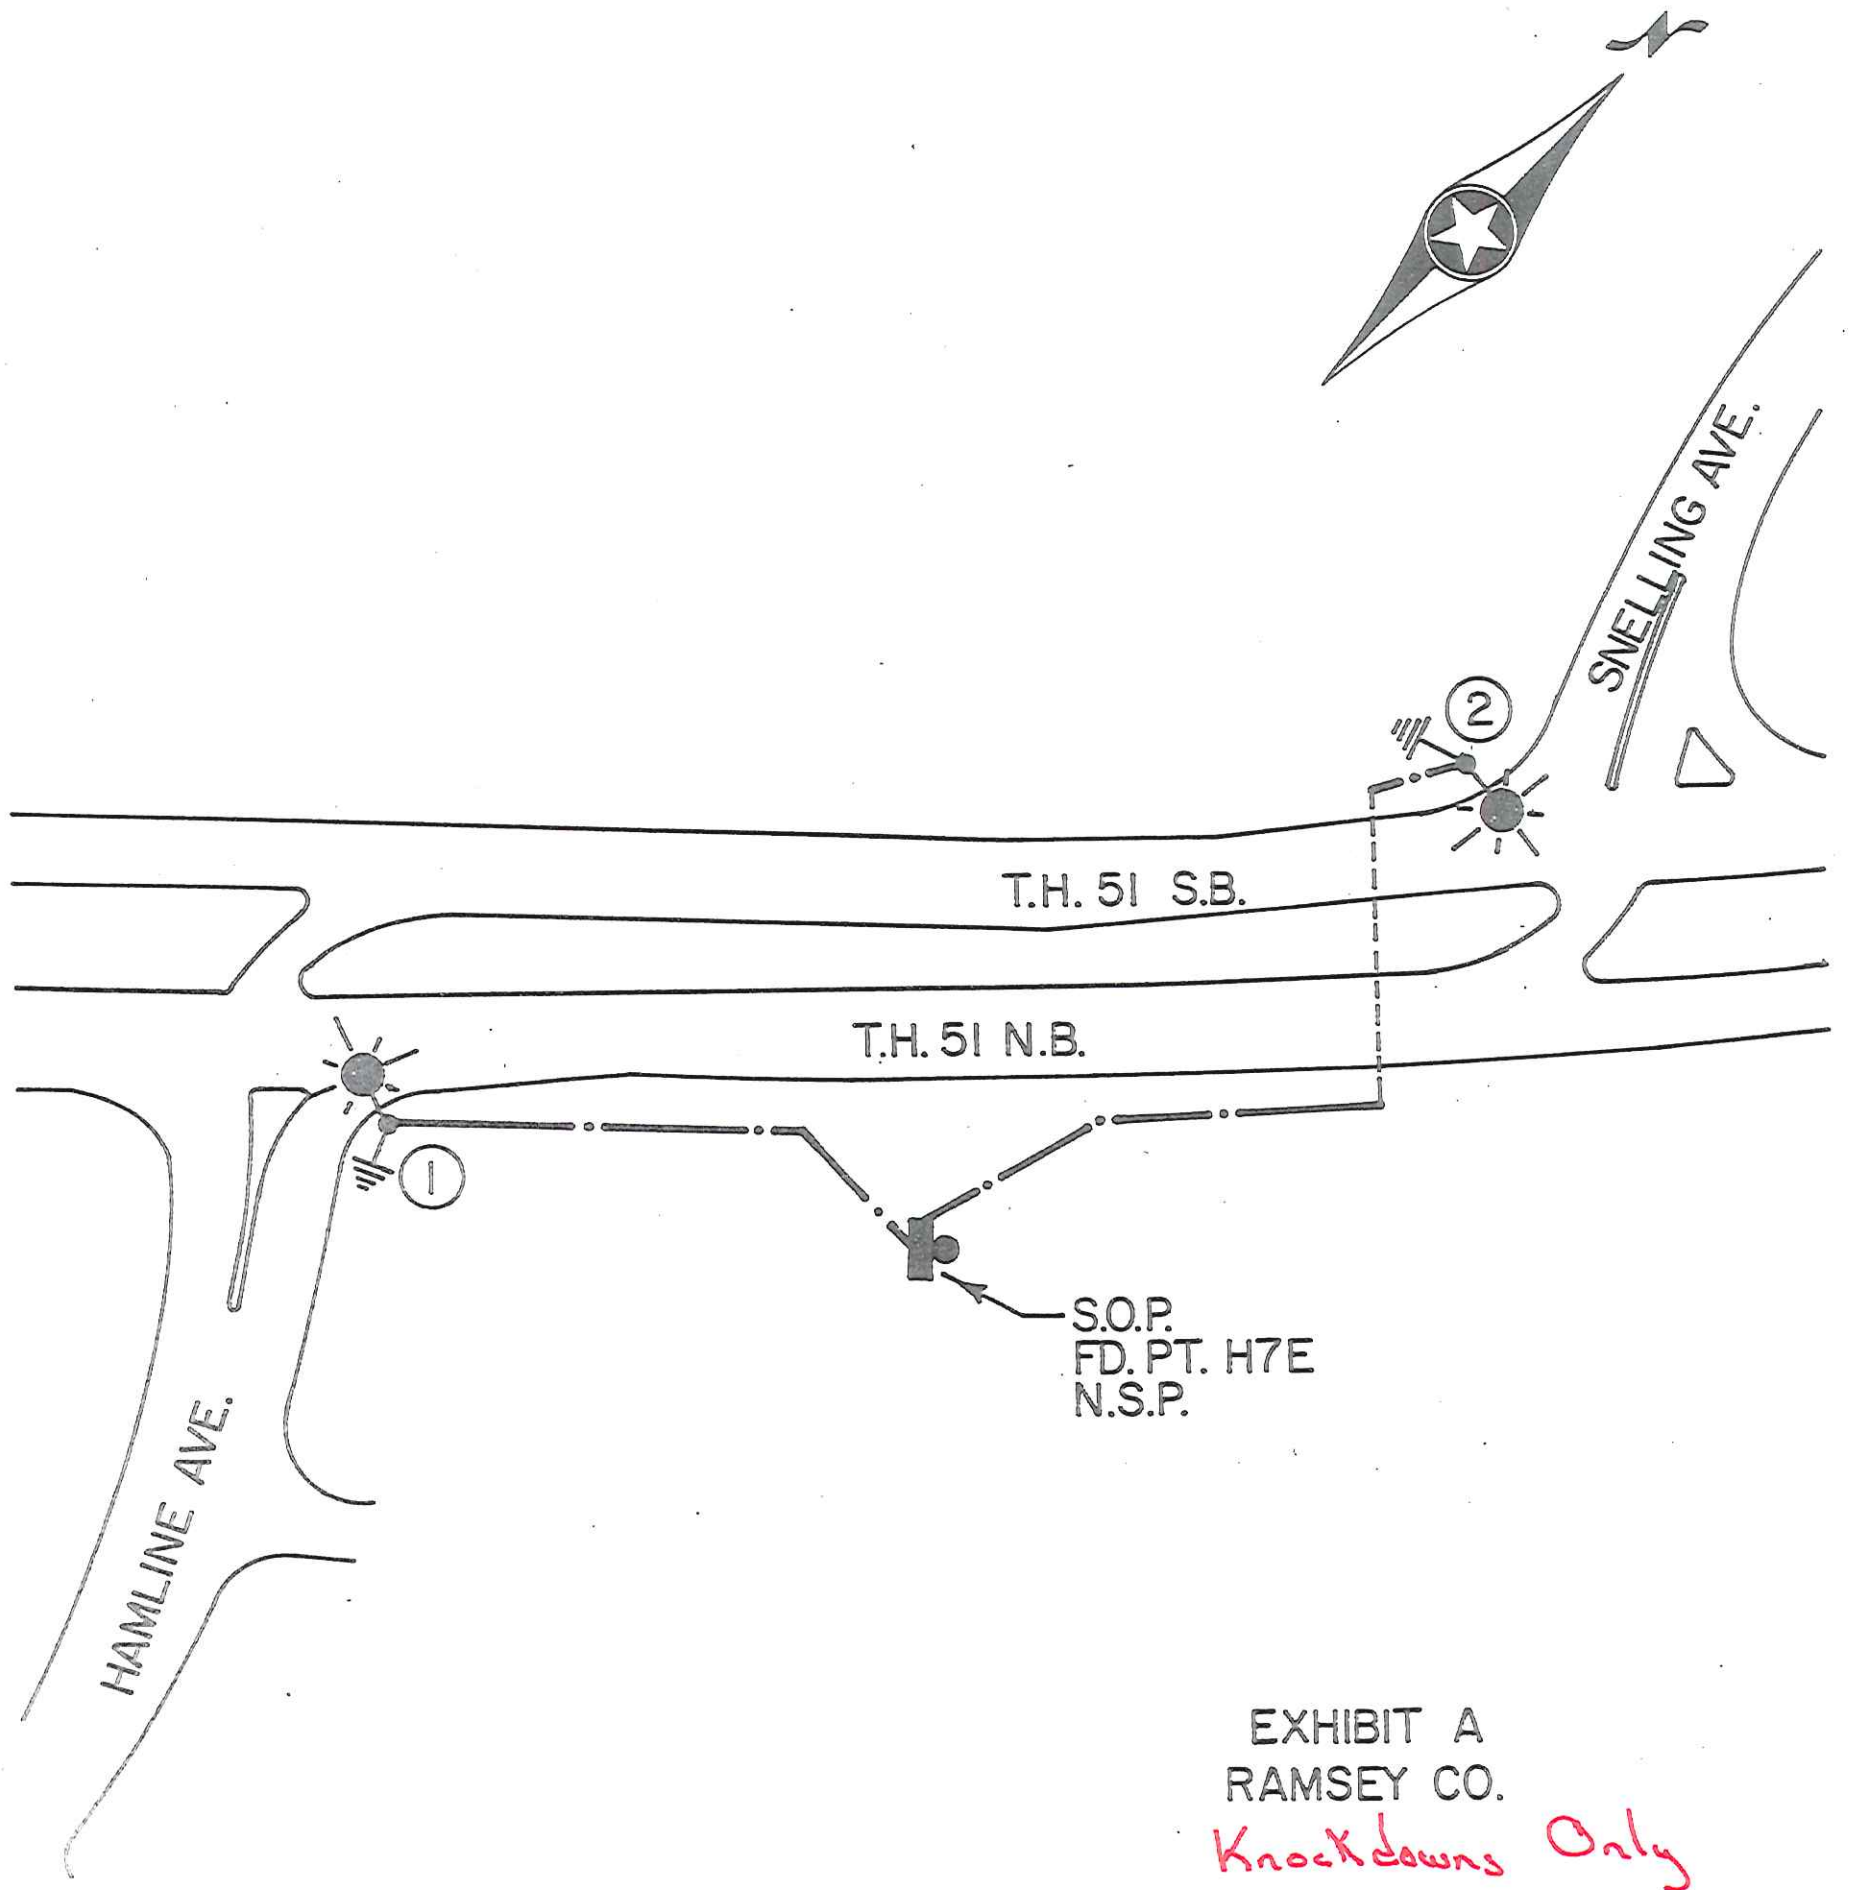 N
SNELLING AVE.
2
T.H. 51 S.B.
T.H. 51 N.B.
1
S.O.P.
FD. PT. H7E
N.S.P.
HAMLINE AVE.
EXHIBIT A
RAMSEY CO.
Knockdowns Only